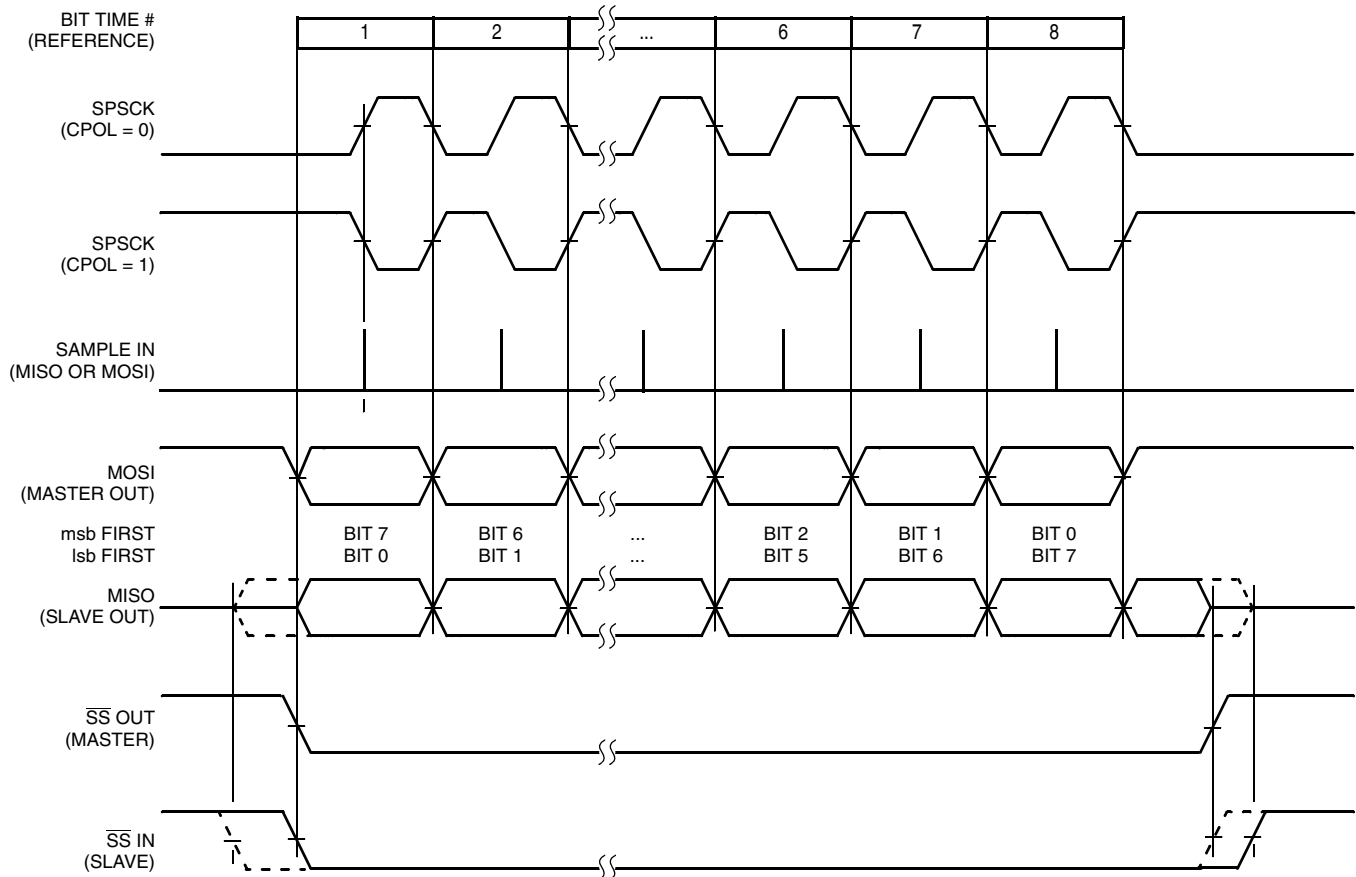 BIT TIME #
(REFERENCE)
1 2 ... 6 7 8
SPSCK
(CPOL = 0)
SPSCK
(CPOL = 1)
SAMPLE IN
(MISO OR MOSI)
MOSI
(MASTER OUT)
msb FIRST BIT 7 BIT 6 ... BIT 2 BIT 1 BIT 0
lsb FIRST BIT 0 BIT 1 ... BIT 5 BIT 6 BIT 7
MISO
(SLAVE OUT)
S̅S̅ OUT
(MASTER)
S̅S̅ IN
(SLAVE)